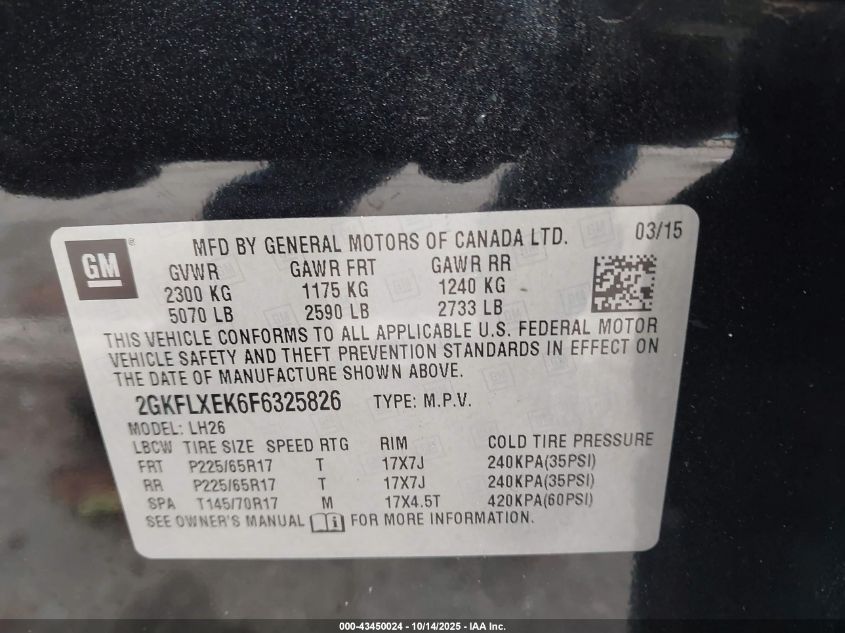 GM
®
MFD BY GENERAL MOTORS OF CANADA LTD.
03/15
GVWR GAWR FRT GAWR RR
2300 KG 1175 KG 1240 KG
5070 LB 2590 LB 2733 LB
THIS VEHICLE CONFORMS TO ALL APPLICABLE U.S. FEDERAL MOTOR
VEHICLE SAFETY AND THEFT PREVENTION STANDARDS IN EFFECT ON
THE DATE OF MANUFACTURE SHOWN ABOVE.
2GKFLXEK6F6325826 TYPE: M.P.V.
MODEL: LH26
LBCW TIRE SIZE SPEED RTG RIM COLD TIRE PRESSURE
FRT P225/65R17 T 17X7J 240KPA(35PSI)
RR P225/65R17 T 17X7J 240KPA(35PSI)
SPA T145/70R17 M 17X4.5T 420KPA(60PSI)
SEE OWNER'S MANUAL FOR MORE INFORMATION.
000-43450024 - 10/14/2025 - IAA Inc.